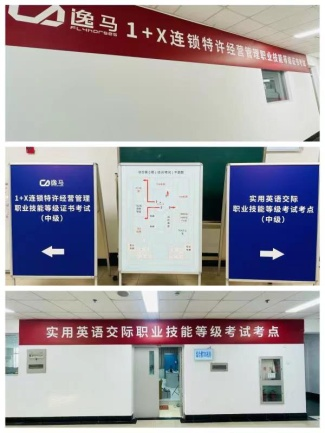 逸马
FLYHORSE
1+X连锁特许经营管理职业技能等级证书考试
逸马
1+X连锁特许经营管理
职业技能等级证书考试
（中级）
实用英语交际
职业技能等级考试考点
（中级）
实用英语交际职业技能等级考试考点